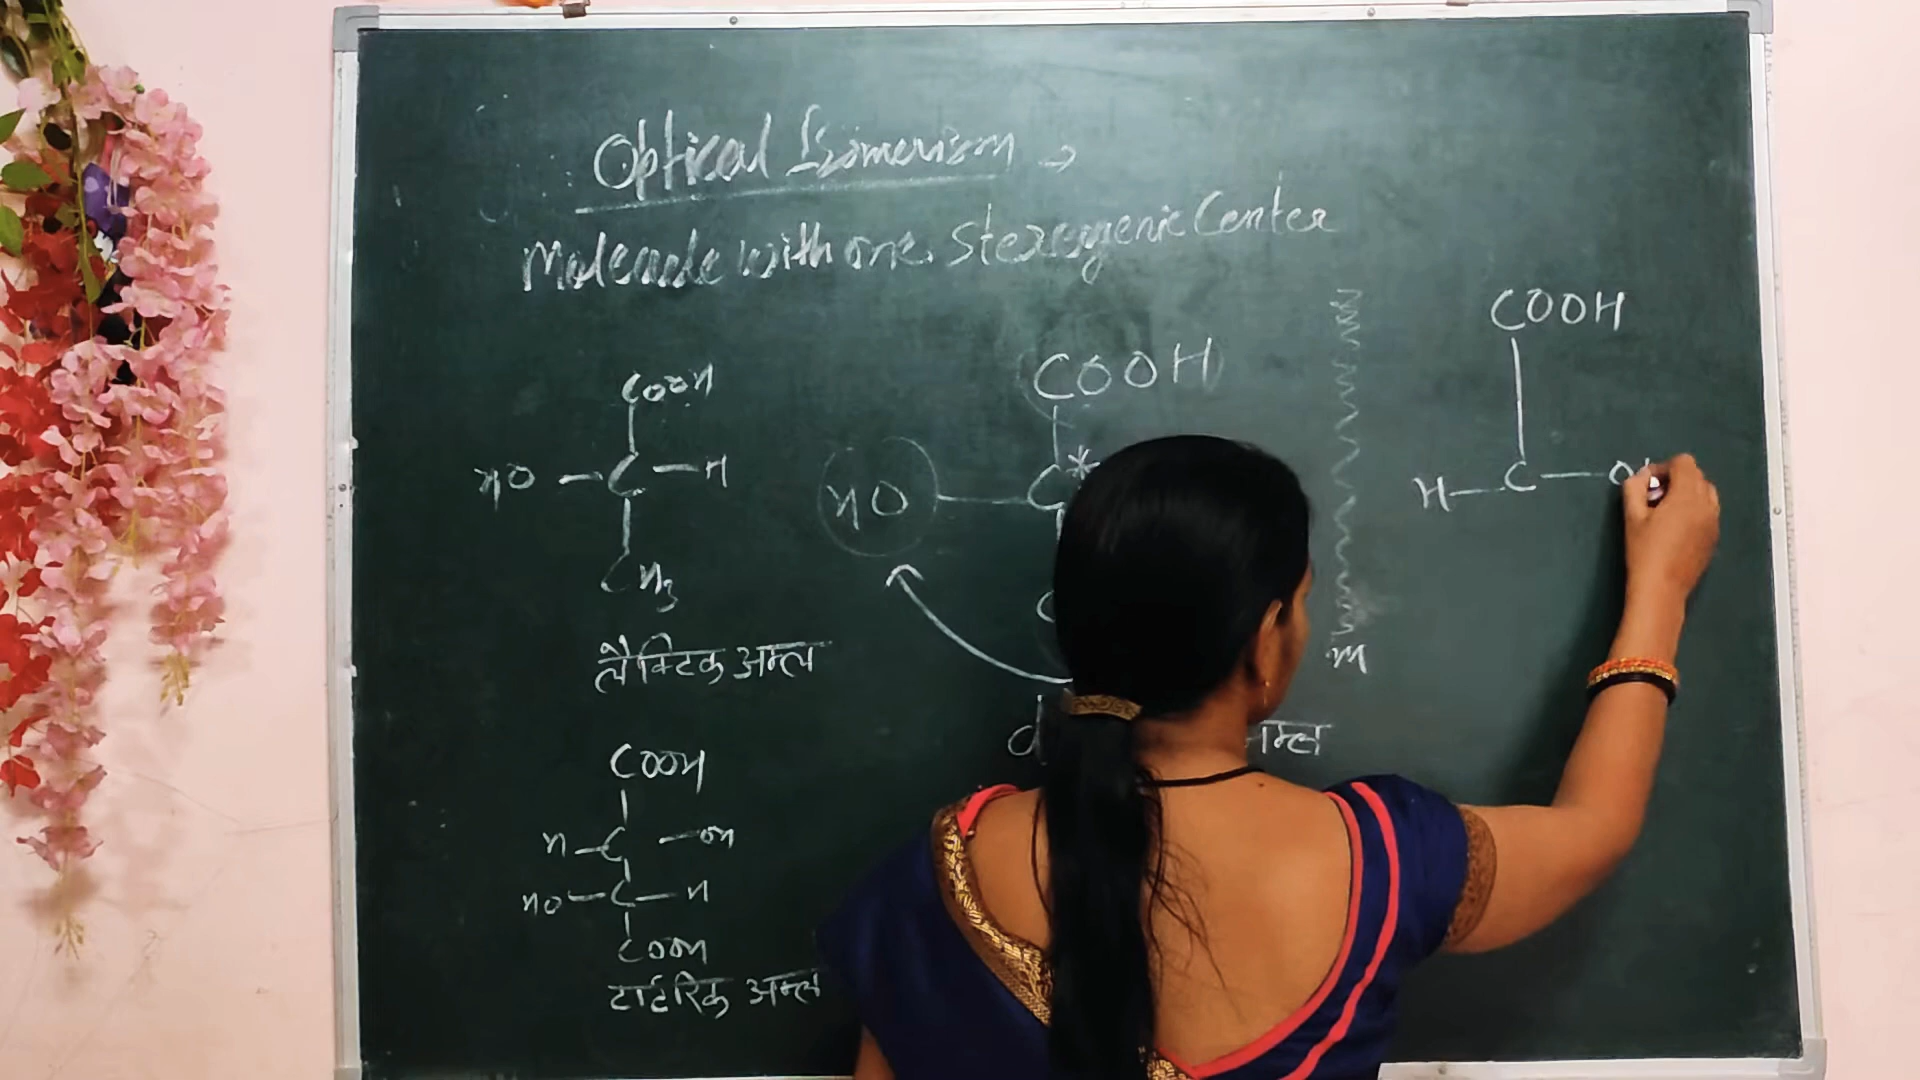 Optical Isomerism →
Molecule with one Stereogenic Center
COOH
HO – C – H
CH3
लैक्टिक अम्ल
COOH
H – C – OH
HO – C – H
COOH
टार्टरिक अम्ल
COOH
HO – C*
C
d अम्ल
m
COOH
H – C – O